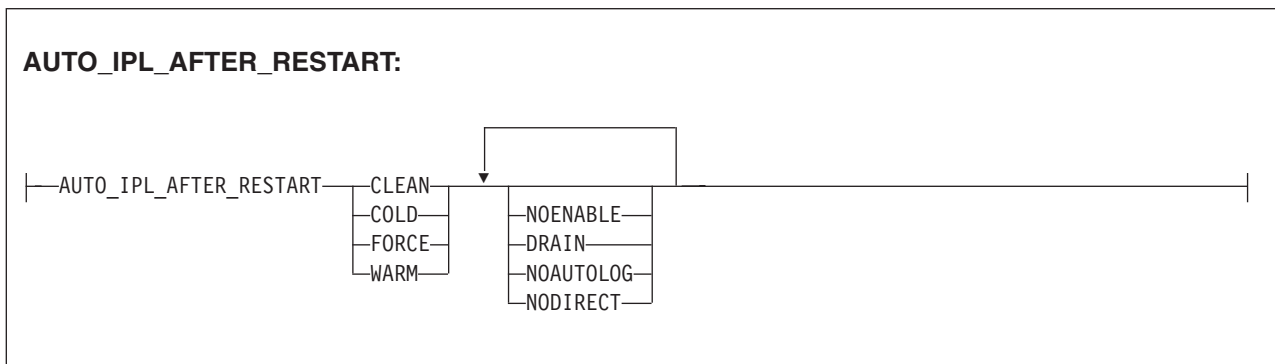 AUTO_IPL_AFTER_RESTART:
AUTO_IPL_AFTER_RESTART CLEAN
COLD NOENABLE
FORCE DRAIN
WARM NOAUTOLOG
NODIRECT